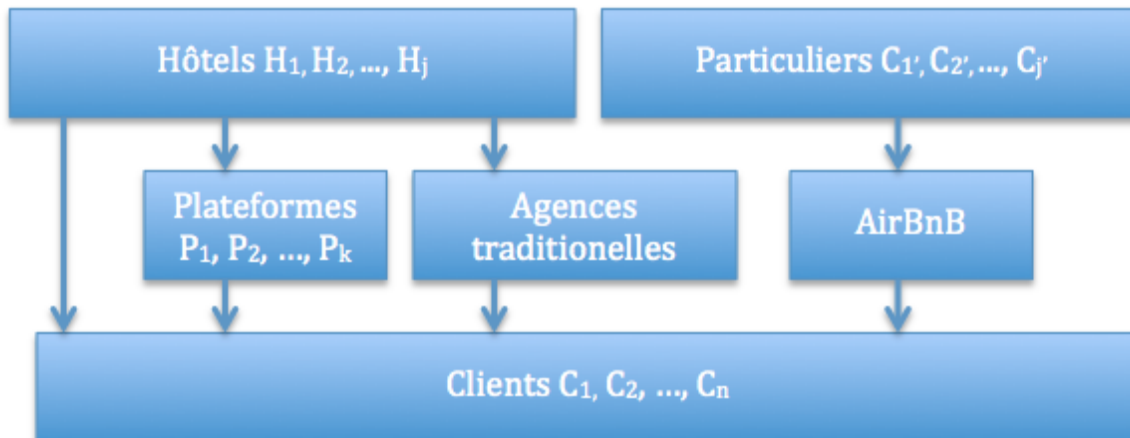 Hôtels H₁, H₂, ..., Hⱼ
Particuliers C₁', C₂', ..., Cⱼ'
Plateformes
P₁, P₂, ..., Pₖ
Agences
traditionelles
AirBnB
Clients C₁, C₂, ..., Cₙ